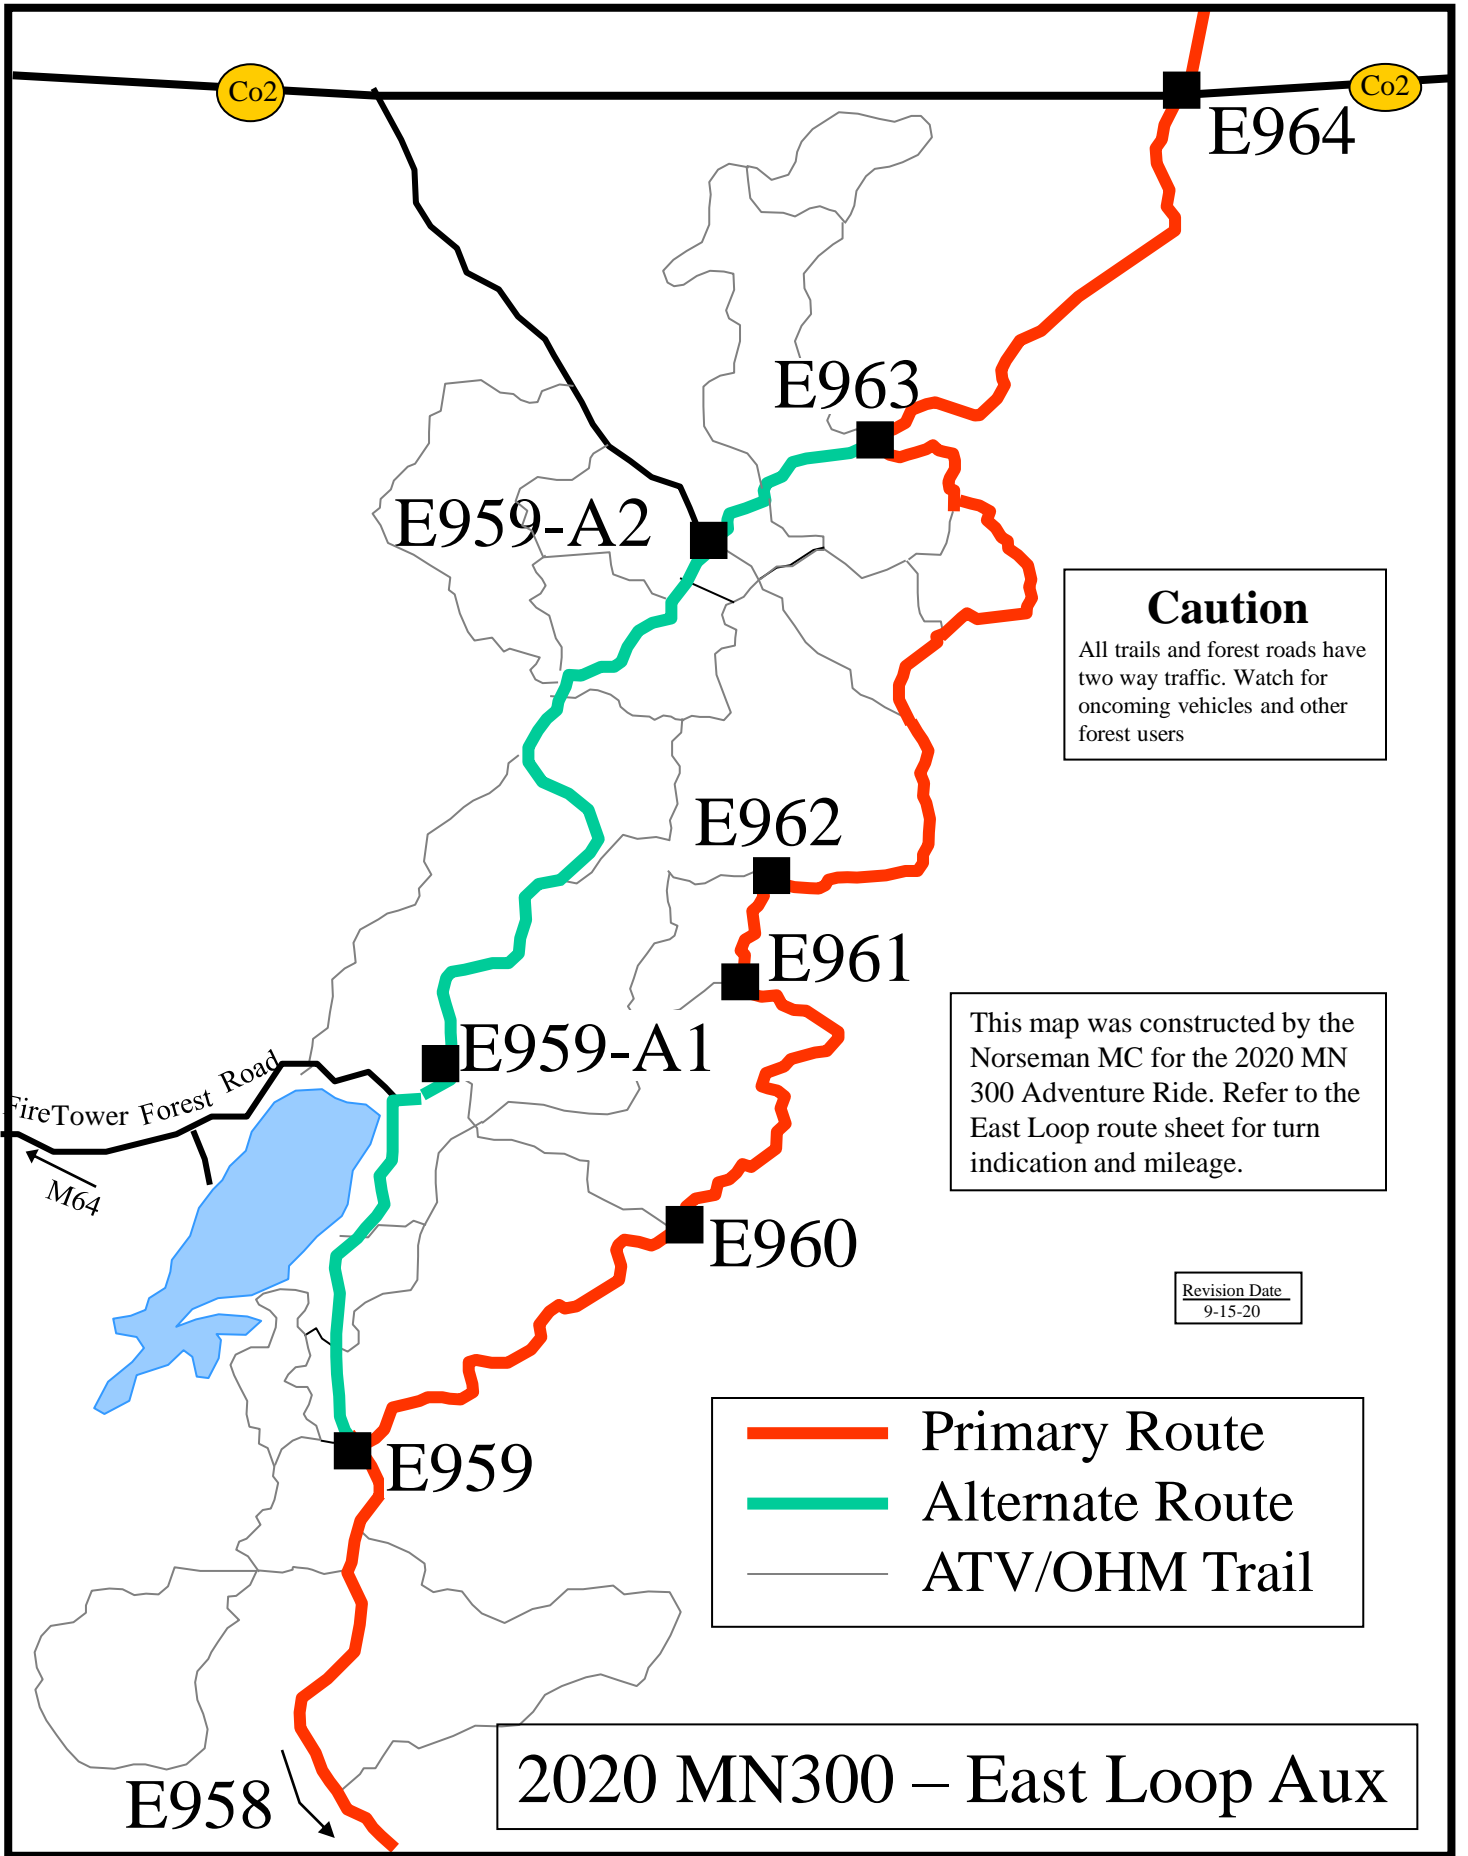 Co2
Co2
E964
E963
E959-A2
Caution
All trails and forest roads have
two way traffic. Watch for
oncoming vehicles and other
forest users
E962
E961
This map was constructed by the
Norseman MC for the 2020 MN
300 Adventure Ride. Refer to the
East Loop route sheet for turn
indication and mileage.
E959-A1
FireTower Forest Road
M64
E960
Revision Date
9-15-20
Primary Route
Alternate Route
ATV/OHM Trail
E959
E958
2020 MN300 – East Loop Aux